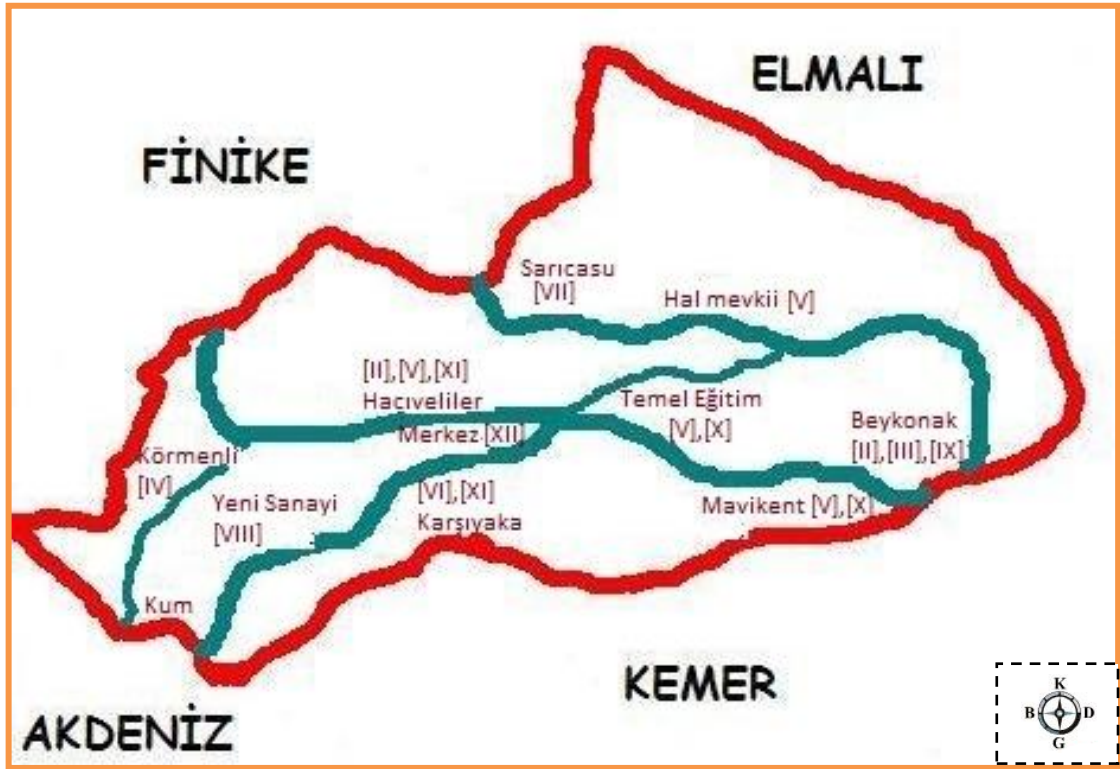 ELMALI
FİNİKE
Sarıcasu
[VII]
Hal mevkii [V]
[II],[V],[XI]
Hacıveliler
Merkez [XII]
Temel Eğitim
[V],[X]
Beykonak
[II],[III],[IX]
Körmenli
[IV]
Yeni Sanayi
[VIII]
[VI],[XI]
Karşıyaka
Mavikent [V],[X]
Kum
KEMER
AKDENİZ
K
B D
G